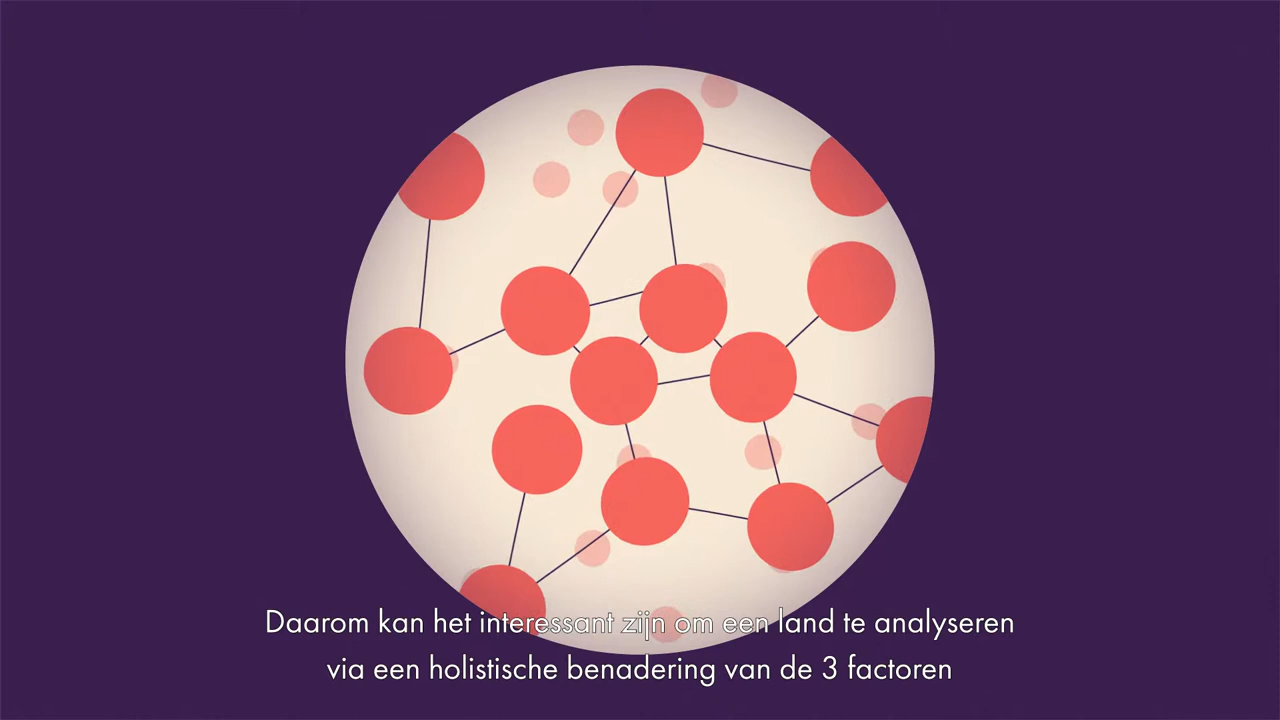 Daarom kan het interessant zijn om een land te analyseren
via een holistische benadering van de 3 factoren